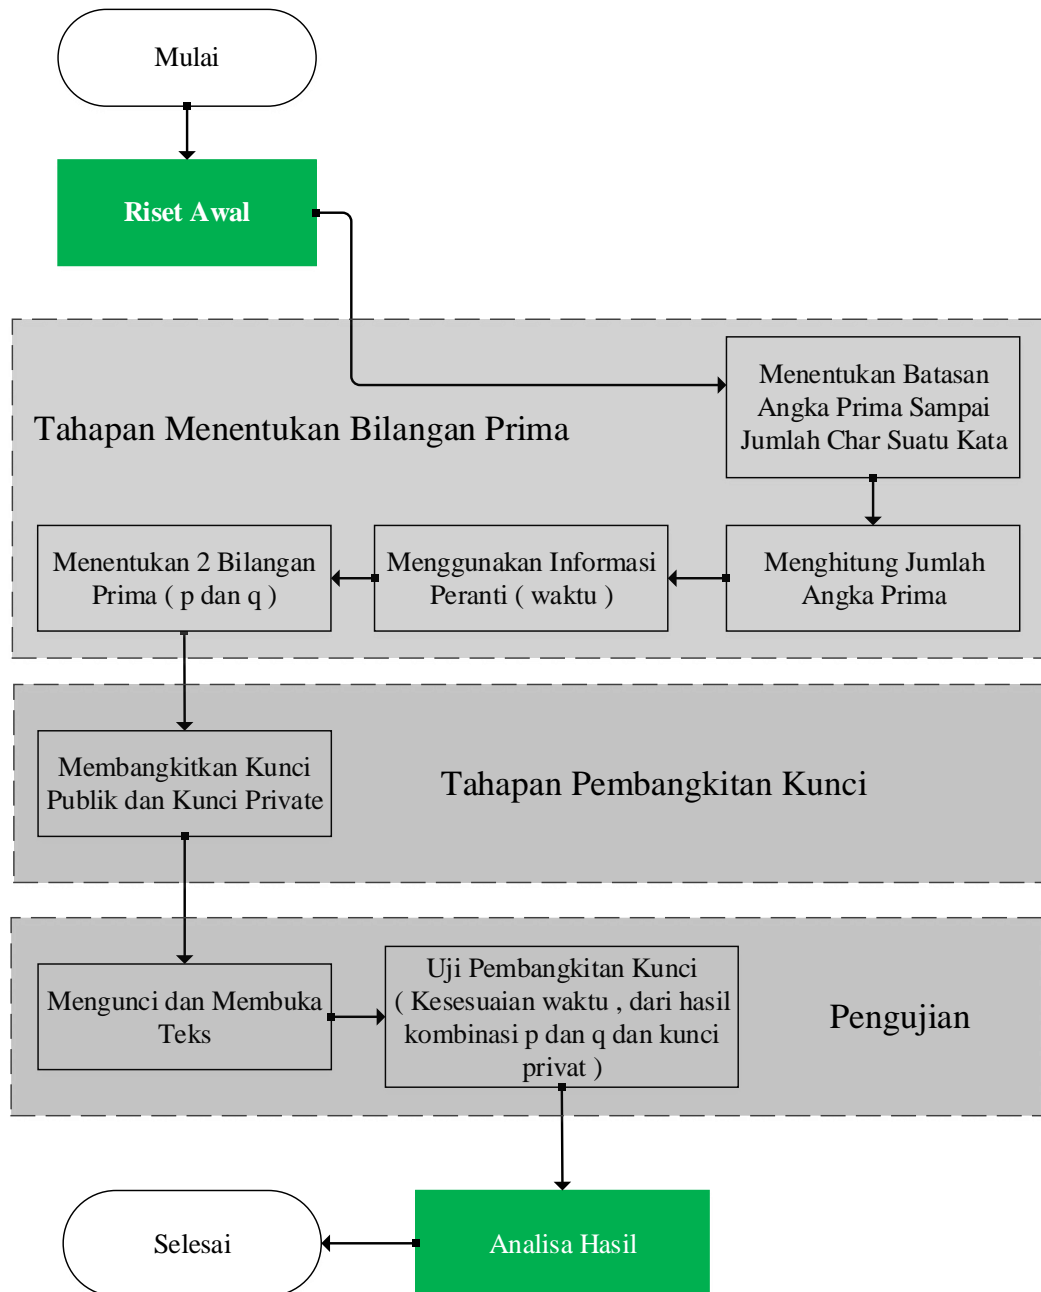 Mulai
Riset Awal
Menentukan Batasan
Angka Prima Sampai
Jumlah Char Suatu Kata
Tahapan Menentukan Bilangan Prima
Menentukan 2 Bilangan
Prima ( p dan q )
Menggunakan Informasi
Peranti ( waktu )
Menghitung Jumlah
Angka Prima
Membangkitkan Kunci
Publik dan Kunci Private
Tahapan Pembangkitan Kunci
Mengunci dan Membuka
Teks
Uji Pembangkitan Kunci
( Kesesuaian waktu , dari hasil
kombinasi p dan q dan kunci
privat )
Pengujian
Selesai
Analisa Hasil